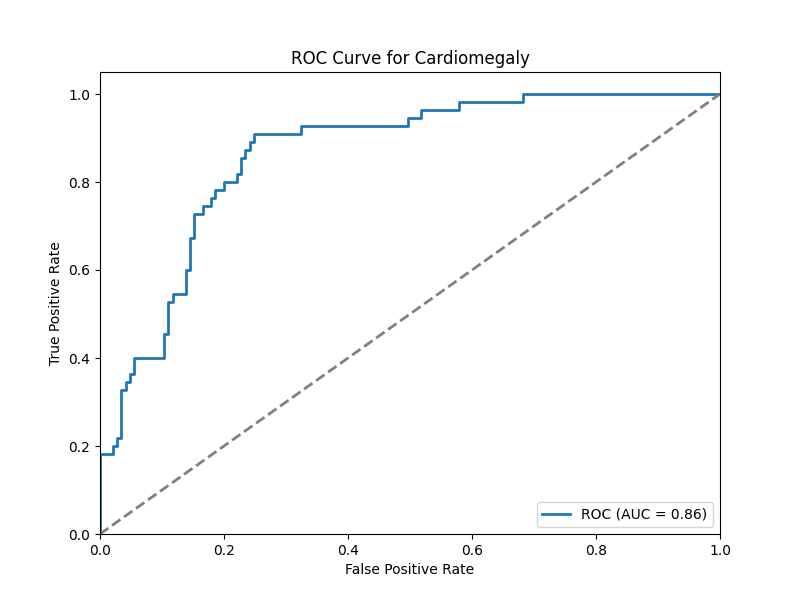 ROC Curve for Cardiomegaly
True Positive Rate
1.0
0.8
0.6
0.4
0.2
0.0
ROC (AUC = 0.86)
0.0 0.2 0.4 0.6 0.8 1.0
False Positive Rate